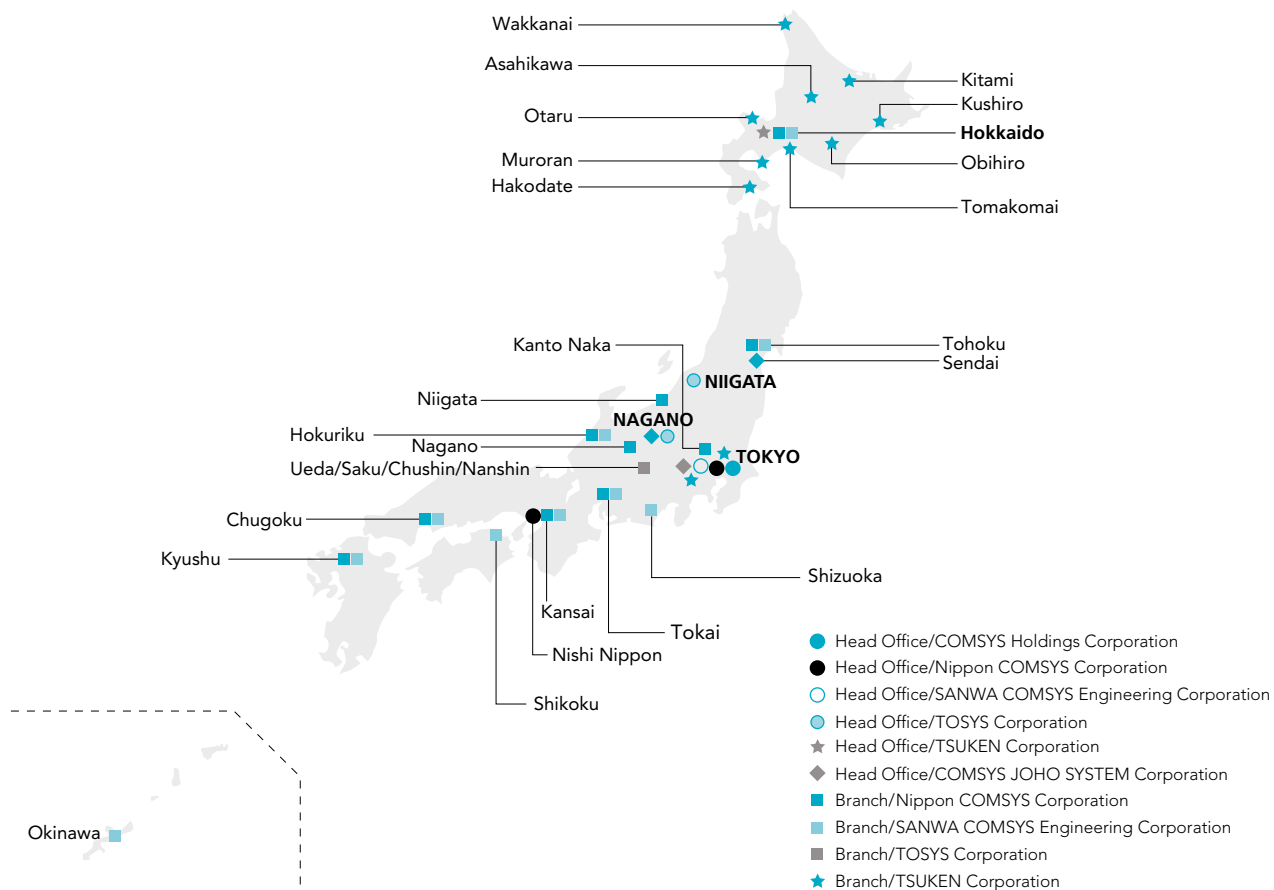 Wakkanai
Asahikawa
Kitami
Kushiro
Otaru
Hokkaido
Muroran
Obihiro
Hakodate
Tomakomai
Kanto Naka
Tohoku
Sendai
NIIGATA
Niigata
NAGANO
Hokuriku
Nagano
TOKYO
Ueda/Saku/Chushin/Nanshin
Chugoku
Kyushu
Shizuoka
Kansai
Tokai
Nishi Nippon
Shikoku
Okinawa
Head Office/COMSYS Holdings Corporation
Head Office/Nippon COMSYS Corporation
Head Office/SANWA COMSYS Engineering Corporation
Head Office/TOSYS Corporation
Head Office/TSUKEN Corporation
Head Office/COMSYS JOHO SYSTEM Corporation
Branch/Nippon COMSYS Corporation
Branch/SANWA COMSYS Engineering Corporation
Branch/TOSYS Corporation
Branch/TSUKEN Corporation